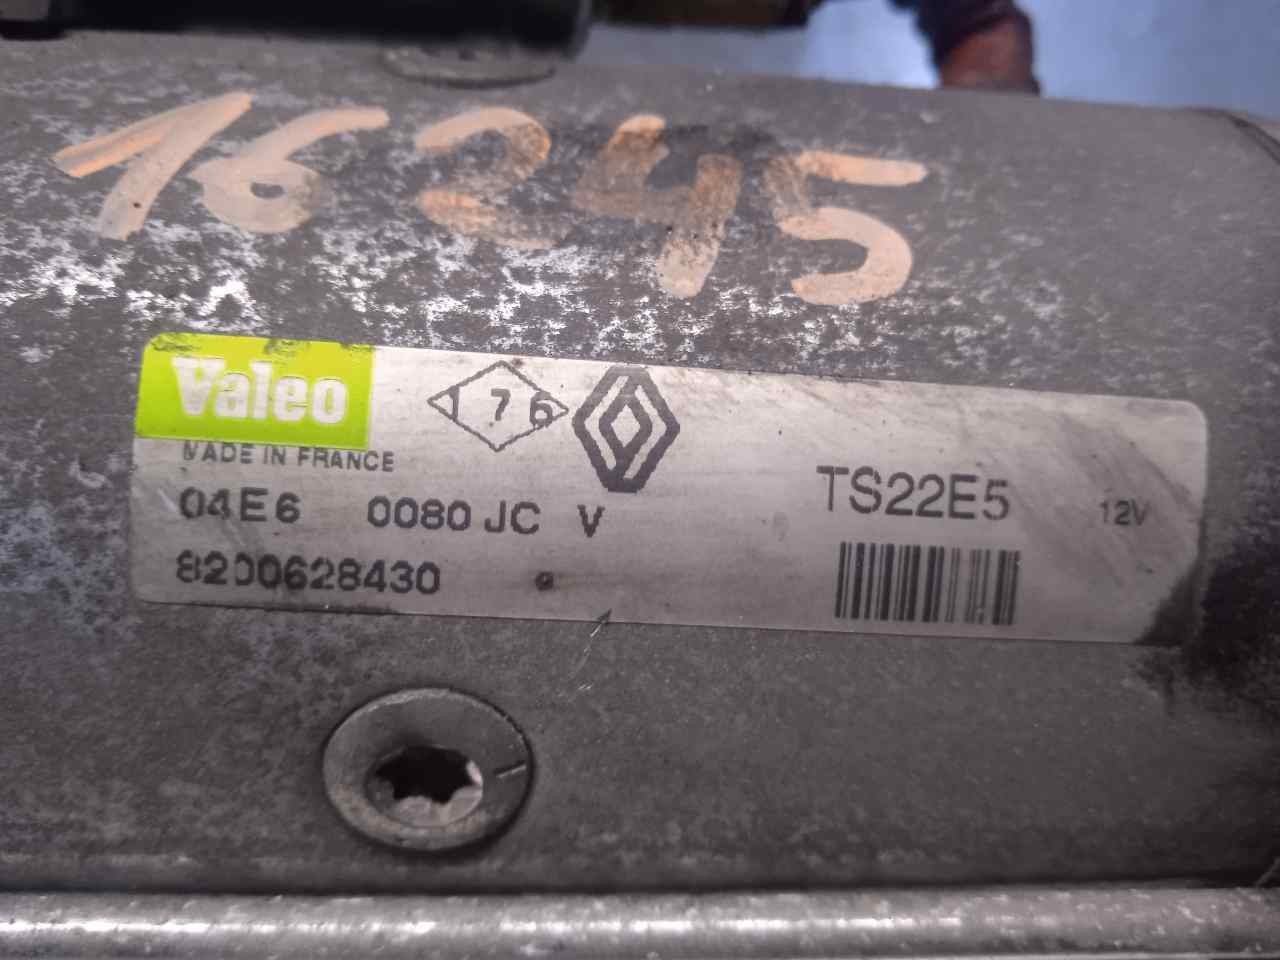 16245
Valeo
176
MADE IN FRANCE
04E6 0080 JC V
TS22E5
12V
8200628430